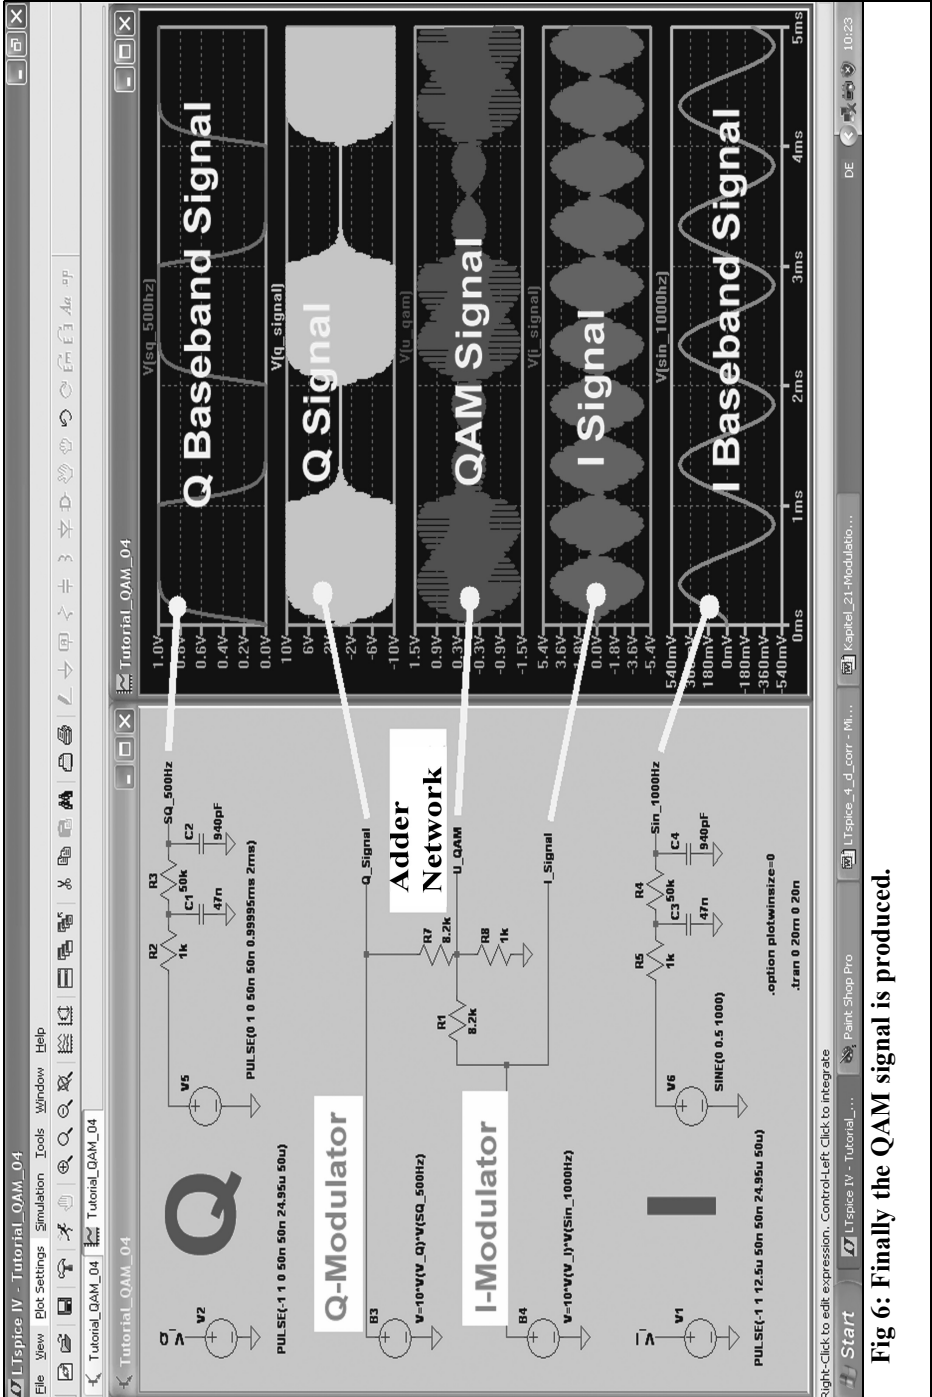 LTspice IV - Tutorial_QAM_04
File View Plot Settings Simulation Tools Window Help
Tutorial_QAM_04 Tutorial_QAM_04
Tutorial_QAM_04
V_Q
V2
PULSE(-1 1 0 50n 50n 24.95u 50u)
Q
V5
PULSE(0 1 0 50n 50n 0.99995ms 2ms)
R2
1k
C1
47n
R3
50k
C2
940pF
SQ_500Hz
Q-Modulator
B3
V=10*V(V_Q)*V(SQ_500Hz)
Q_Signal
Adder
Network
R7
8.2k
U_QAM
R1
8.2k
R8
1k
I_Signal
I-Modulator
B4
V=10*V(V_I)*V(Sin_1000Hz)
V_I
V1
PULSE(-1 1 12.5u 50n 50n 24.95u 50u)
V6
SINE(0 0.5 1000)
R5
1k
C3
47n
R4
50k
C4
940pF
Sin_1000Hz
.option plotwinsize=0
.tran 0 20m 0 20n
Tutorial_QAM_04
V(sq_500hz)
1.0V
0.6V
0.4V
0.2V
0.0V
Q Baseband Signal
V(q_signal)
10V
6V
-6V
-10V
Q Signal
V(u_qam)
1.5V
0.9V
0.3V
-0.3V
-0.9V
-1.5V
QAM Signal
V(i_signal)
5.4V
3.6V
1.8V
0.0V
-1.8V
-3.6V
-5.4V
I Signal
V(sin_1000hz)
540mV
180mV
0mV
-180mV
-360mV
-540mV
I Baseband Signal
0ms 1ms 2ms 3ms 4ms 5ms
Right-Click to edit expression. Control-Left Click to integrate
Start LTspice IV - Tutorial_... Paint Shop Pro LTspice_4_d_corr - Mi... Kapitel_21-Modulatio... DE 10:23
Fig 6: Finally the QAM signal is produced.